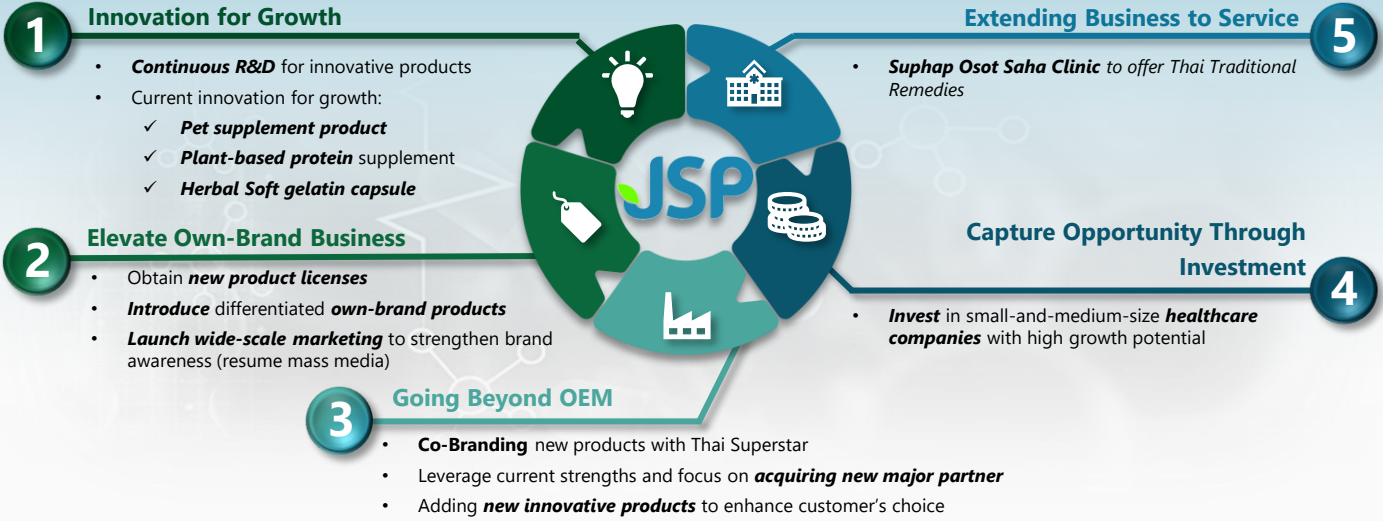 1
Innovation for Growth
• Continuous R&D for innovative products
• Current innovation for growth:
✓ Pet supplement product
✓ Plant-based protein supplement
✓ Herbal Soft gelatin capsule
2
Elevate Own-Brand Business
• Obtain new product licenses
• Introduce differentiated own-brand products
• Launch wide-scale marketing to strengthen brand
awareness (resume mass media)
3
Going Beyond OEM
• Co-Branding new products with Thai Superstar
• Leverage current strengths and focus on acquiring new major partner
• Adding new innovative products to enhance customer’s choice
JSP
Capture Opportunity Through
Investment
4
• Invest in small-and-medium-size healthcare
companies with high growth potential
Extending Business to Service
5
• Suphap Osot Saha Clinic to offer Thai Traditional
Remedies